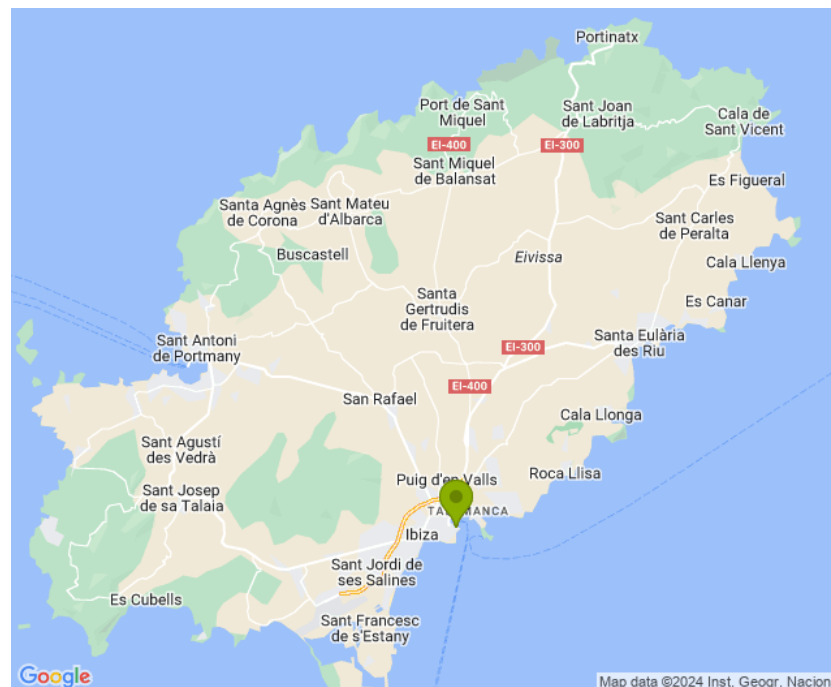 Portinatx
Port de Sant
Miquel
Sant Joan
de Labritja
Cala de
Sant Vicent
EI-400
EI-300
Sant Miquel
de Balansat
Es Figueral
Santa Agnès
de Corona
Sant Mateu
d'Albarca
Sant Carles
de Peralta
Buscastell
Eivissa
Cala Llenya
Santa
Gertrudis
de Fruitera
Es Canar
Sant Antoni
de Portmany
Santa Eulària
des Riu
EI-300
EI-400
San Rafael
Cala Llonga
Sant Agustí
des Vedrà
Roca Llisa
Puig d'en Valls
Sant Josep
de sa Talaia
TALAMANCA
Ibiza
Sant Jordi de
ses Salines
Es Cubells
Sant Francesc
de s'Estany
Google
Map data ©2024 Inst. Geogr. Nacion